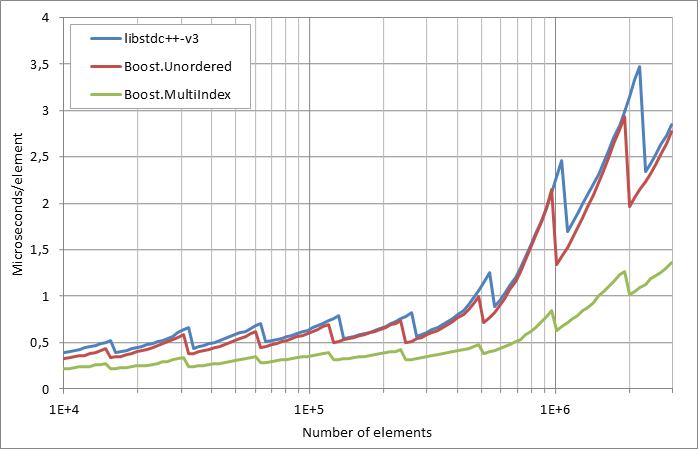 4
3,5
3
2,5
2
1,5
1
0,5
0
Microseconds/element
libstdc++-v3
Boost.Unordered
Boost.MultiIndex
1E+4
1E+5
1E+6
Number of elements